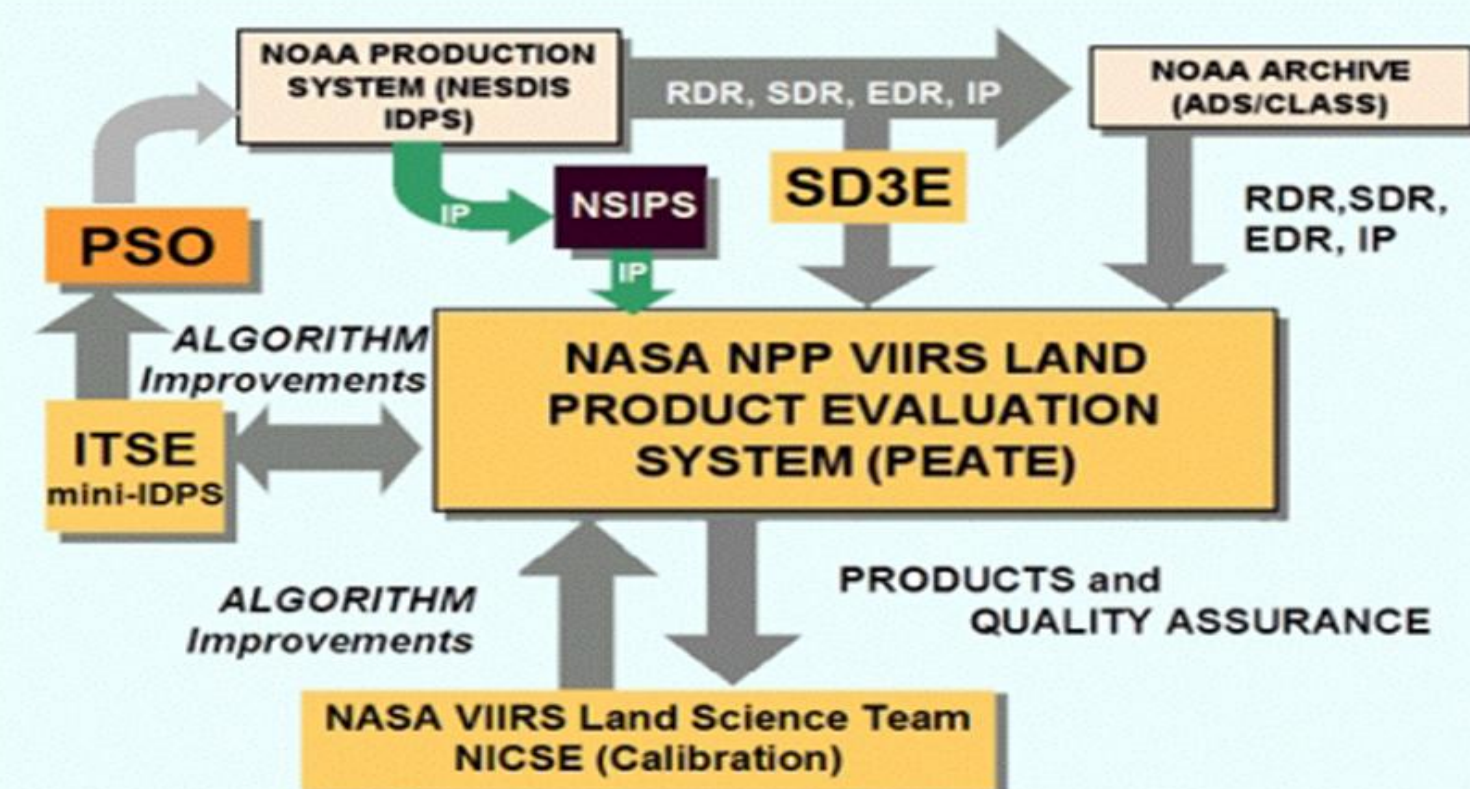 NOAA PRODUCTION
SYSTEM (NESDIS
IDPS)
RDR, SDR, EDR, IP
NOAA ARCHIVE
(ADS/CLASS)
IP
NSIPS
SD3E
RDR,SDR,
EDR, IP
PSO
IP
ALGORITHM
Improvements
NASA NPP VIIRS LAND
PRODUCT EVALUATION
SYSTEM (PEATE)
ITSE
mini-IDPS
ALGORITHM
Improvements
PRODUCTS and
QUALITY ASSURANCE
NASA VIIRS Land Science Team
NICSE (Calibration)